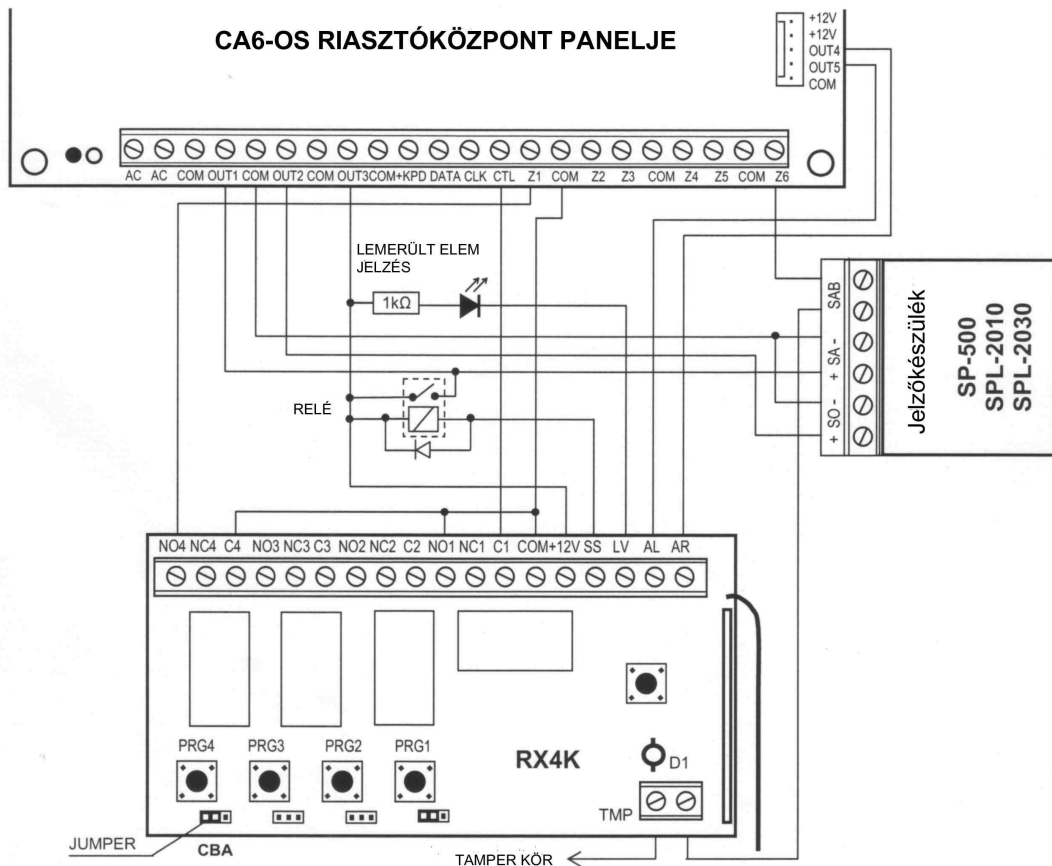 CA6-OS RIASZTÓKÖZPONT PANELJE
+12V
+12V
OUT4
OUT5
COM
AC AC COM OUT1 COM OUT2 COM OUT3 COM +KPD DATA CLK CTL Z1 COM Z2 Z3 COM Z4 Z5 COM Z6
LEMERÜLT ELEM
JELZÉS
1kΩ
RELÉ
SAB
+ SA -
+ SO -
Jelzőkészülék
SP-500
SPL-2010
SPL-2030
NO4 NC4 C4 NO3 NC3 C3 NO2 NC2 C2 NO1 NC1 C1 COM +12V SS LV AL AR
PRG4 PRG3 PRG2 PRG1
RX4K
D1
TMP
JUMPER
CBA
TAMPER KÖR